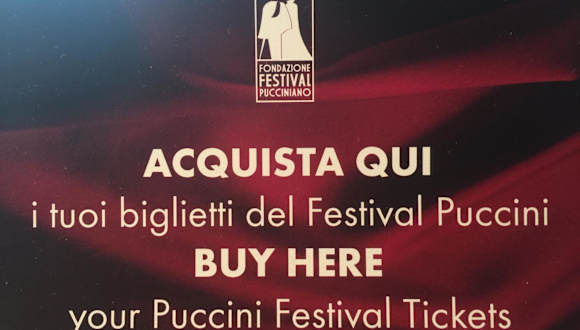 FONDAZIONE
FESTIVAL
PUCCINIANO
ACQUISTA QUI
i tuoi biglietti del Festival Puccini
BUY HERE
your Puccini Festival Tickets